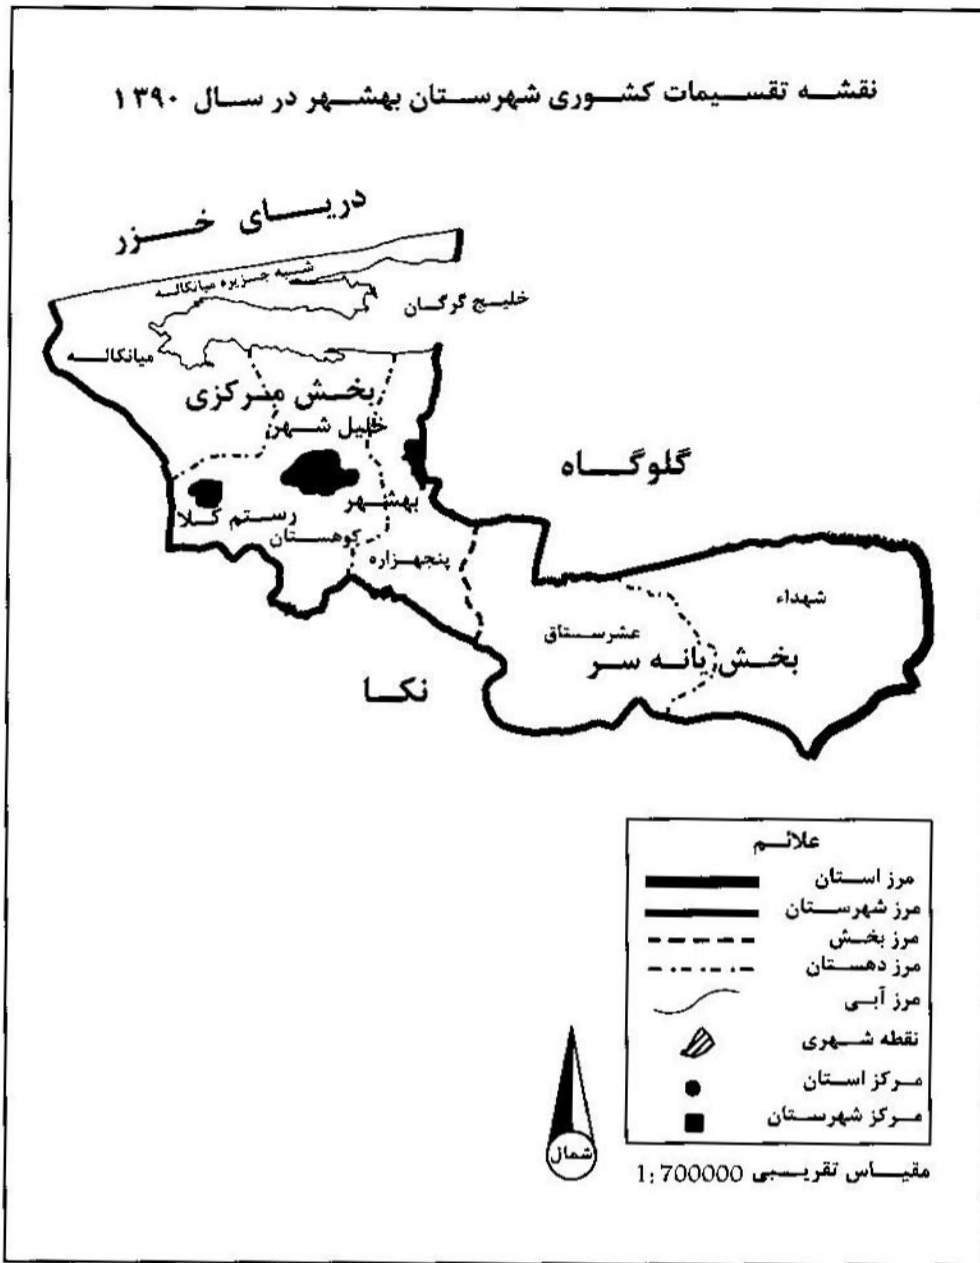 نقشه تقسیمات کشوری شهرستان بهشهر در سال ۱۳۹۰
دریای خزر
شبه جزیره میانکاله
خلیج گرگان
میانکاله
بخش مرکزی
خلیل شهر
گلوگاه
بهشهر
رستم کلا
کوهستان
پنجهزاره
شهداء
عشرستاق
بخش یانه سر
نکا
علائم
مرز استان
مرز شهرستان
مرز بخش
مرز دهستان
مرز آبی
نقطه شهری
مرکز استان
مرکز شهرستان
شمال
مقیاس تقریبی 1:700000